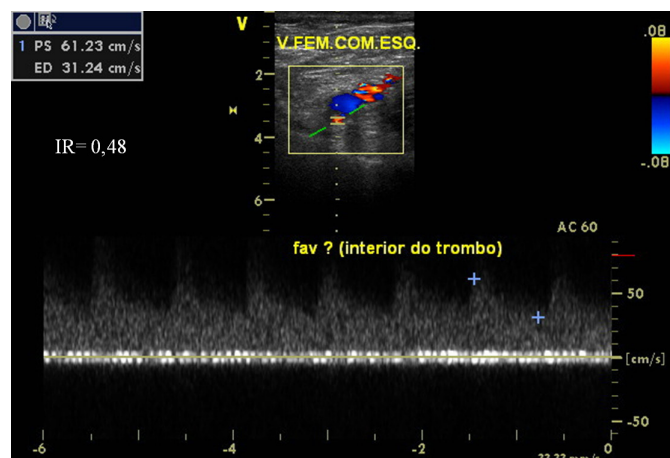 V
.08
1 PS 61.23 cm/s
ED 31.24 cm/s
V.FEM.COM.ESQ.
2
4
6
-.08
IR= 0,48
AC 60
fav ? (interior do trombo)
50
[cm/s]
-50
-6
-4
-2
0